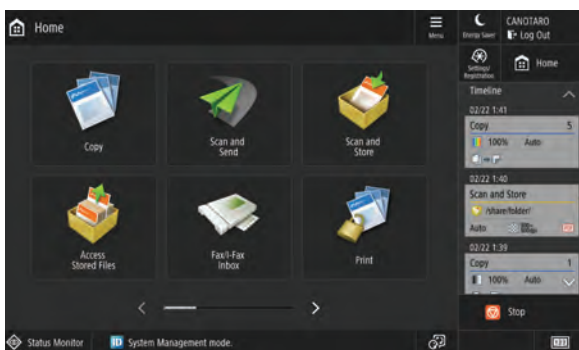 Home
Menu
Energy Saver
CANOTARO
Log Out
Settings/
Registration
Home
Copy
Scan and
Send
Scan and
Store
Access
Stored Files
Fax/I-Fax
Inbox
Print
Timeline
02/22 1:41
Copy 5
100% Auto
02/22 1:40
Scan and Store
/share/folder/
Auto
02/22 1:39
Copy 1
100% Auto
Stop
Status Monitor
ID System Management mode.